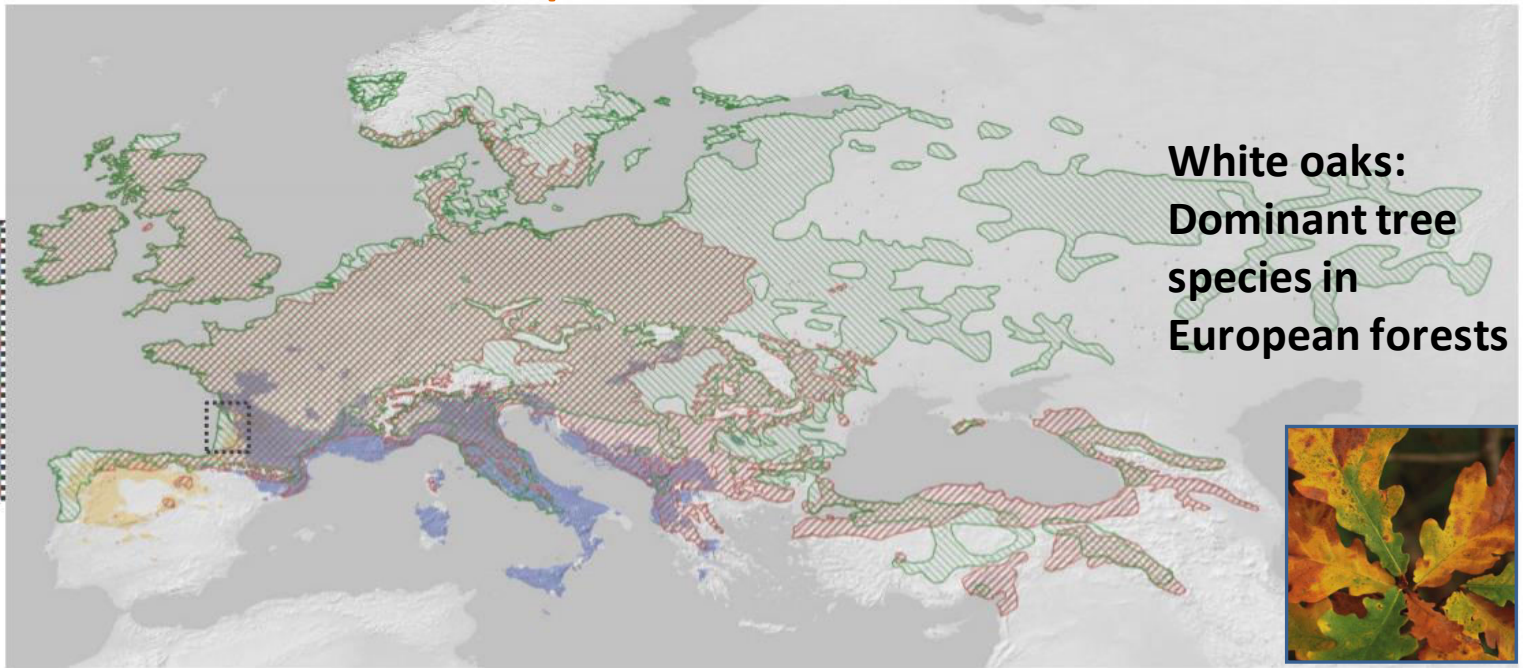 White oaks:
Dominant tree
species in
European forests